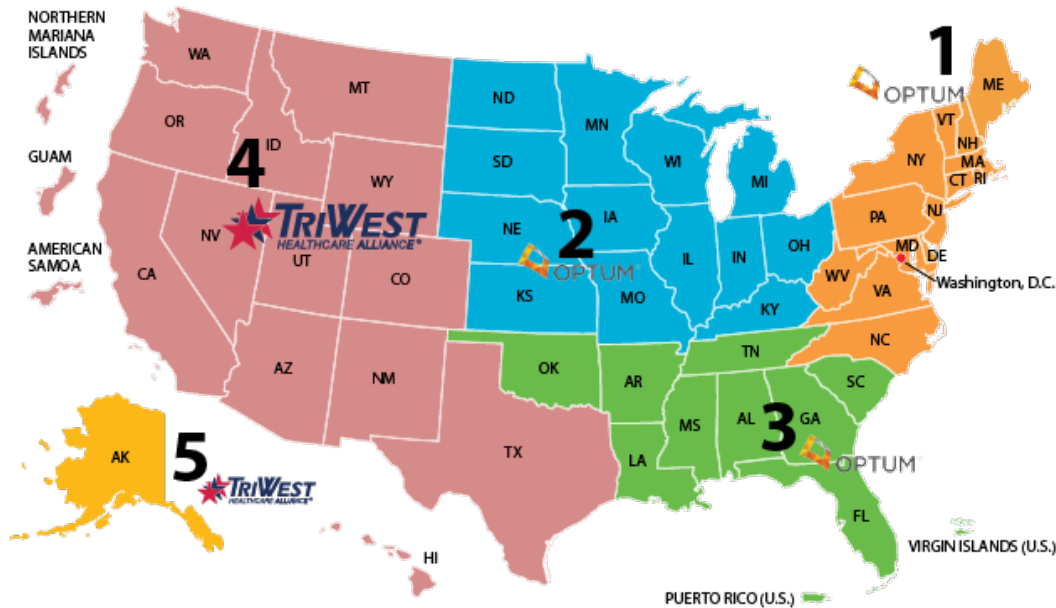 NORTHERN
MARIANA
ISLANDS
GUAM
AMERICAN
SAMOA
1
OPTUM
2
OPTUM®
3
OPTUM®
4
TRIWEST
HEALTHCARE ALLIANCE®
5
TRIWEST
HEALTHCARE ALLIANCE®
WA
OR
ID
MT
WY
NV
UT
CO
CA
AZ
NM
TX
HI
AK
ND
SD
NE
KS
MN
IA
MO
WI
IL
IN
MI
OH
KY
OK
AR
LA
MS
TN
AL
GA
SC
FL
ME
VT
NH
MA
CT RI
NY
PA
NJ
MD
DE
WV
VA
NC
Washington, D.C.
VIRGIN ISLANDS (U.S.)
PUERTO RICO (U.S.)